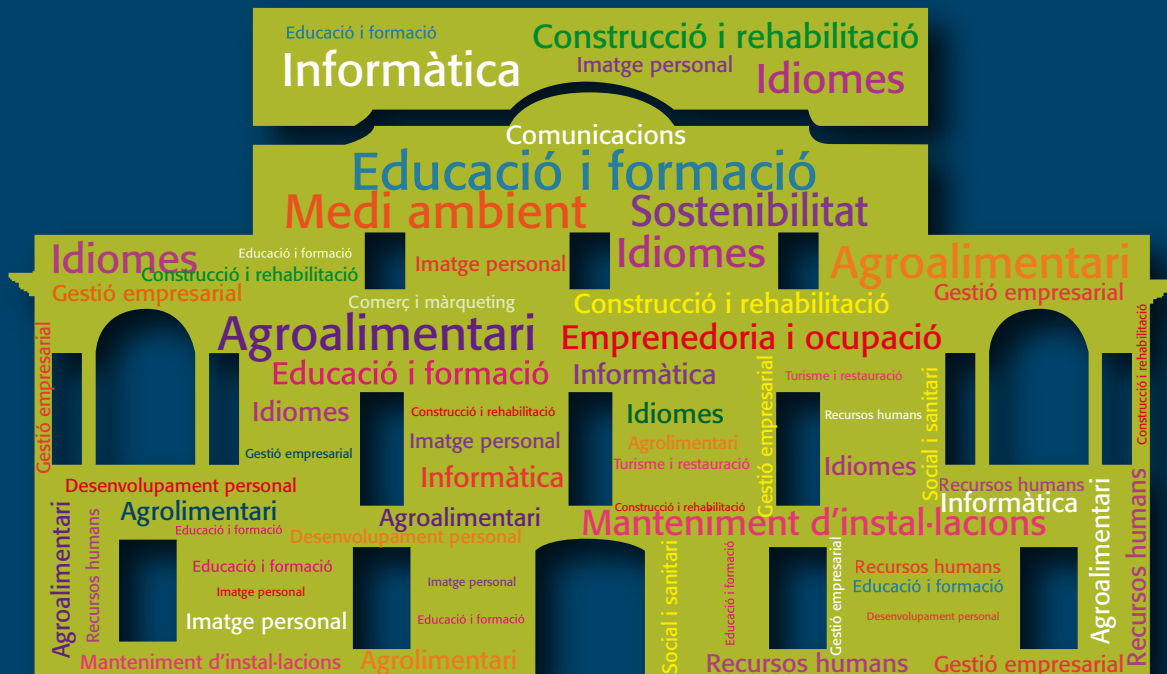 Educació i formació
Construcció i rehabilitació
Informàtica
Imatge personal
Idiomes
Comunicacions
Educació i formació
Medi ambient
Sostenibilitat
Idiomes
Educació i formació
Construcció i rehabilitació
Imatge personal
Idiomes
Agroalimentari
Gestió empresarial
Comerç i màrqueting
Construcció i rehabilitació
Gestió empresarial
Agroalimentari
Emprenedoria i ocupació
Gestió empresarial
Construcció i rehabilitació
Educació i formació
Informàtica
Gestió empresarial
Turisme i restauració
Social i sanitari
Idiomes
Construcció i rehabilitació
Idiomes
Recursos humans
Imatge personal
Agrolimentari
Gestió empresarial
Turisme i restauració
Idiomes
Informàtica
Desenvolupament personal
Recursos humans
Agroalimentari
Recursos humans
Agrolimentari
Educació i formació
Agroalimentari
Construcció i rehabilitació
Informàtica
Manteniment d'instal·lacions
Agroalimentari
Recursos humans
Desenvolupament personal
Social i sanitari
Educació i formació
Gestió empresarial
Educació i formació
Imatge personal
Recursos humans
Educació i formació
Imatge personal
Imatge personal
Educació i formació
Desenvolupament personal
Manteniment d'instal·lacions
Agrolimentari
Recursos humans
Gestió empresarial